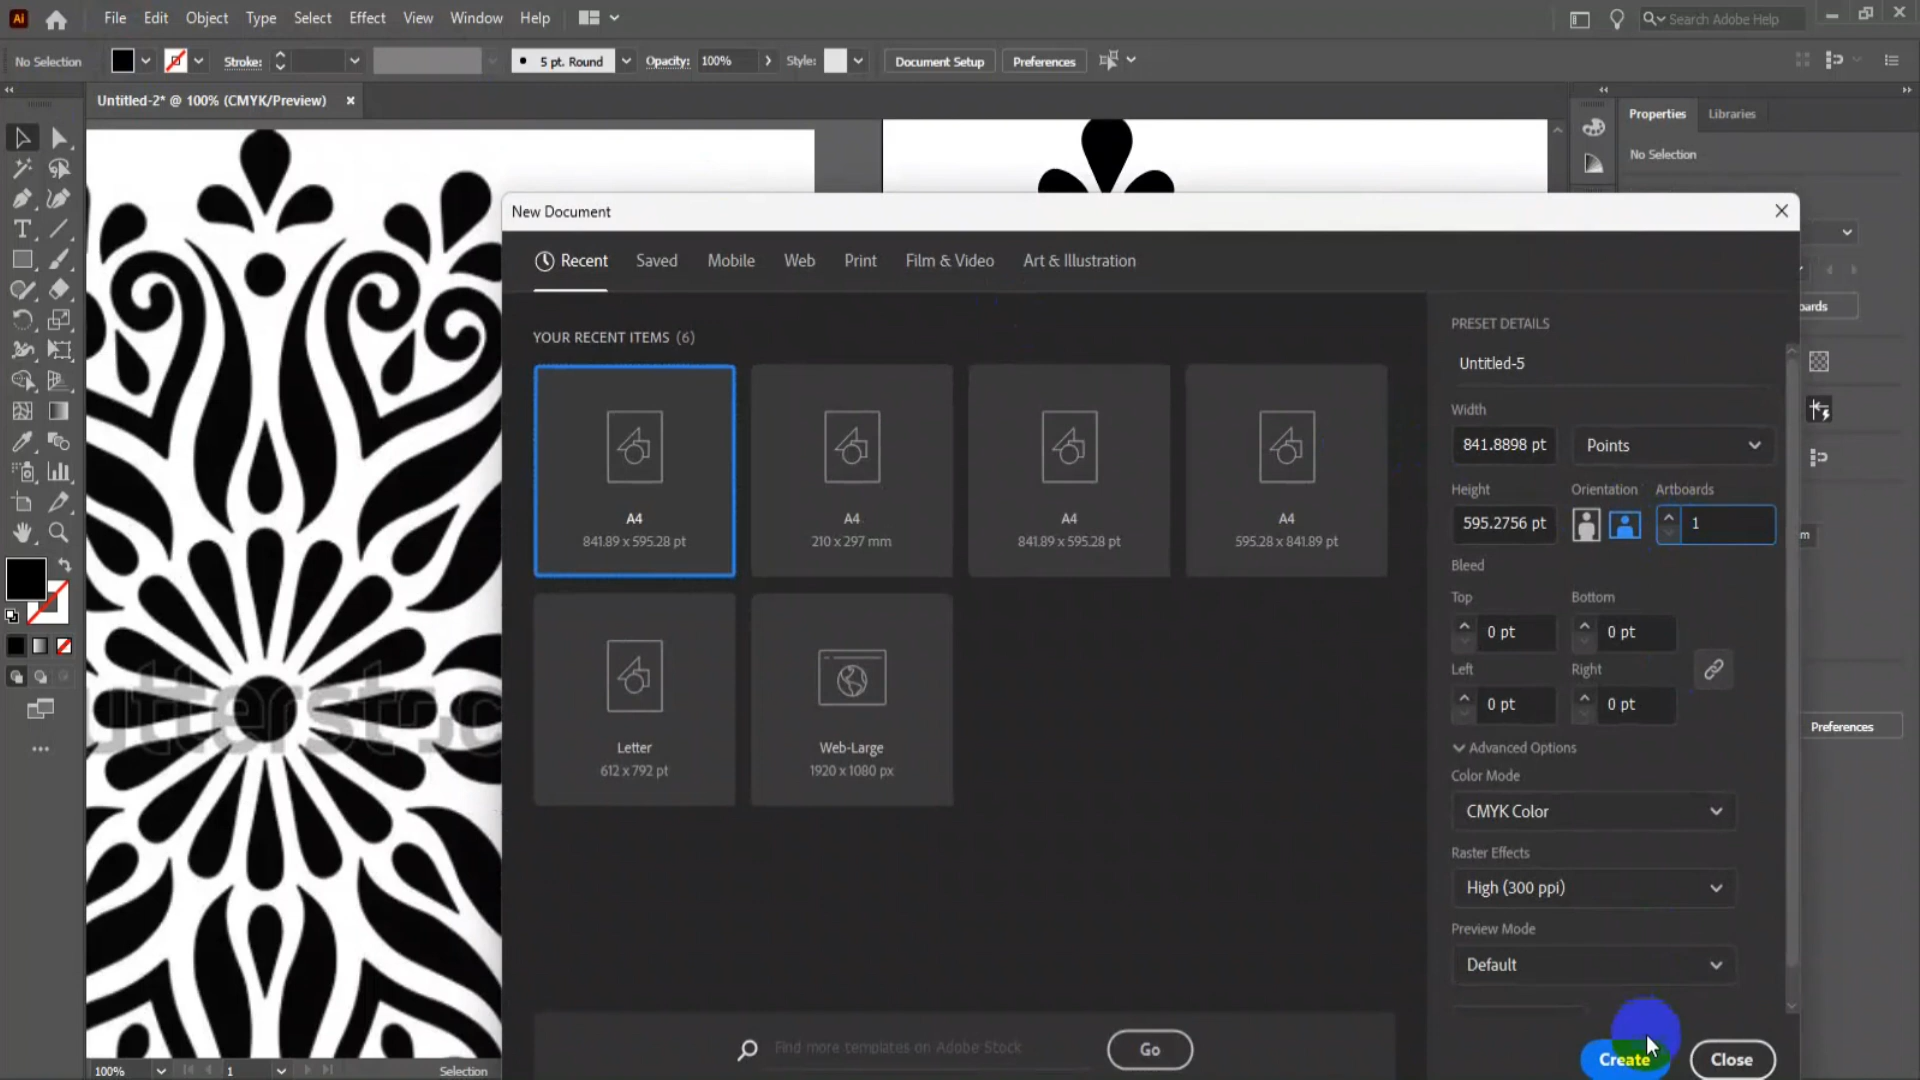 Ai File Edit Object Type Select Effect View Window Help Search Adobe Help
No Selection Stroke: 5 pt. Round Opacity: 100% Style: Document Setup Preferences
Untitled-2* @ 100% (CMYK/Preview)
Properties Libraries
No Selection
New Document
Recent Saved Mobile Web Print Film & Video Art & Illustration
YOUR RECENT ITEMS (6)
A4
841.89 x 595.28 pt
A4
210 x 297 mm
A4
841.89 x 595.28 pt
A4
595.28 x 841.89 pt
Letter
612 x 792 pt
Web-Large
1920 x 1080 px
PRESET DETAILS
Untitled-5
Width
841.8898 pt Points
Height Orientation Artboards
595.2756 pt 1
Bleed
Top Bottom
0 pt 0 pt
Left Right
0 pt 0 pt
Advanced Options
Color Mode
CMYK Color
Raster Effects
High (300 ppi)
Preview Mode
Default
Find more templates on Adobe Stock Go
Create Close
Preferences
100% 1 Selection